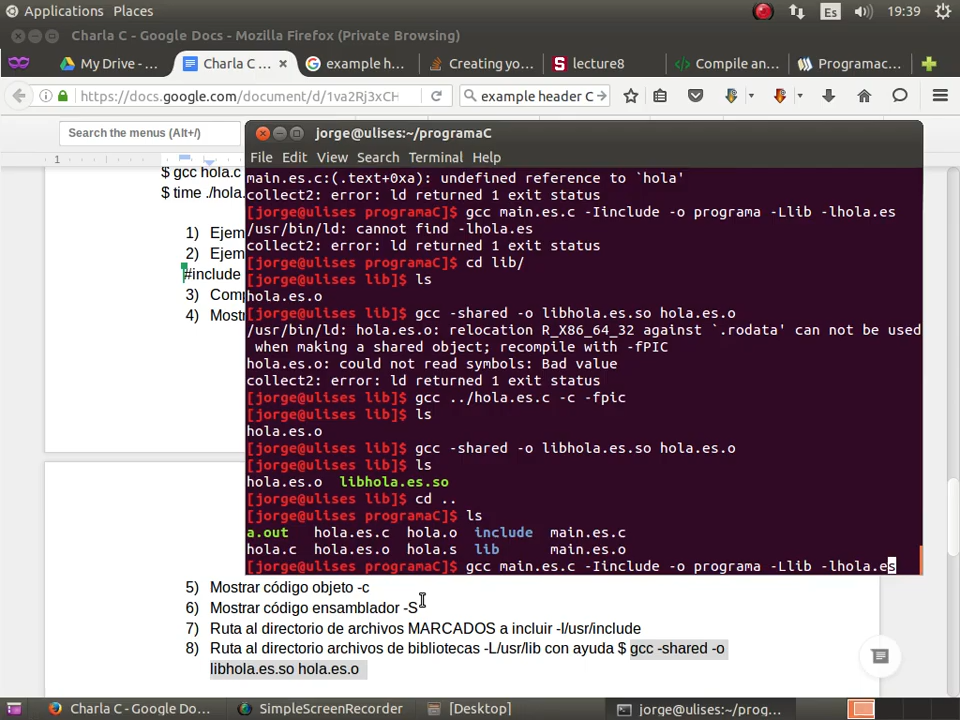 Applications Places Es 19:39
Charla C - Google Docs - Mozilla Firefox (Private Browsing)
My Drive - ... Charla C ... example h... Creating yo... lecture8 Compile an... Programac...
https://docs.google.com/document/d/1va2Rj3xCH example header C
Search the menus (Alt+/)
1
$ gcc hola.c
$ time ./hola.
1) Ejem
2) Ejem
#include
3) Comp
4) Mostr
jorge@ulises:~/programaC
File Edit View Search Terminal Help
main.es.c:(.text+0xa): undefined reference to `hola'
collect2: error: ld returned 1 exit status
[jorge@ulises programaC]$ gcc main.es.c -Iinclude -o programa -Llib -lhola.es
/usr/bin/ld: cannot find -lhola.es
collect2: error: ld returned 1 exit status
[jorge@ulises programaC]$ cd lib/
[jorge@ulises lib]$ ls
hola.es.o
[jorge@ulises lib]$ gcc -shared -o libhola.es.so hola.es.o
/usr/bin/ld: hola.es.o: relocation R_X86_64_32 against `.rodata' can not be used
when making a shared object; recompile with -fPIC
hola.es.o: could not read symbols: Bad value
collect2: error: ld returned 1 exit status
[jorge@ulises lib]$ gcc ../hola.es.c -c -fpic
[jorge@ulises lib]$ ls
hola.es.o
[jorge@ulises lib]$ gcc -shared -o libhola.es.so hola.es.o
[jorge@ulises lib]$ ls
hola.es.o libhola.es.so
[jorge@ulises lib]$ cd ..
[jorge@ulises programaC]$ ls
a.out hola.es.c hola.o include main.es.c
hola.c hola.es.o hola.s lib main.es.o
[jorge@ulises programaC]$ gcc main.es.c -Iinclude -o programa -Llib -lhola.es
5) Mostrar código objeto -c
6) Mostrar código ensamblador -S
7) Ruta al directorio de archivos MARCADOS a incluir -I/usr/include
8) Ruta al directorio archivos de bibliotecas -L/usr/lib con ayuda $ gcc -shared -o
libhola.es.so hola.es.o
Charla C - Google Do... SimpleScreenRecorder [Desktop] jorge@ulises:~/prog...